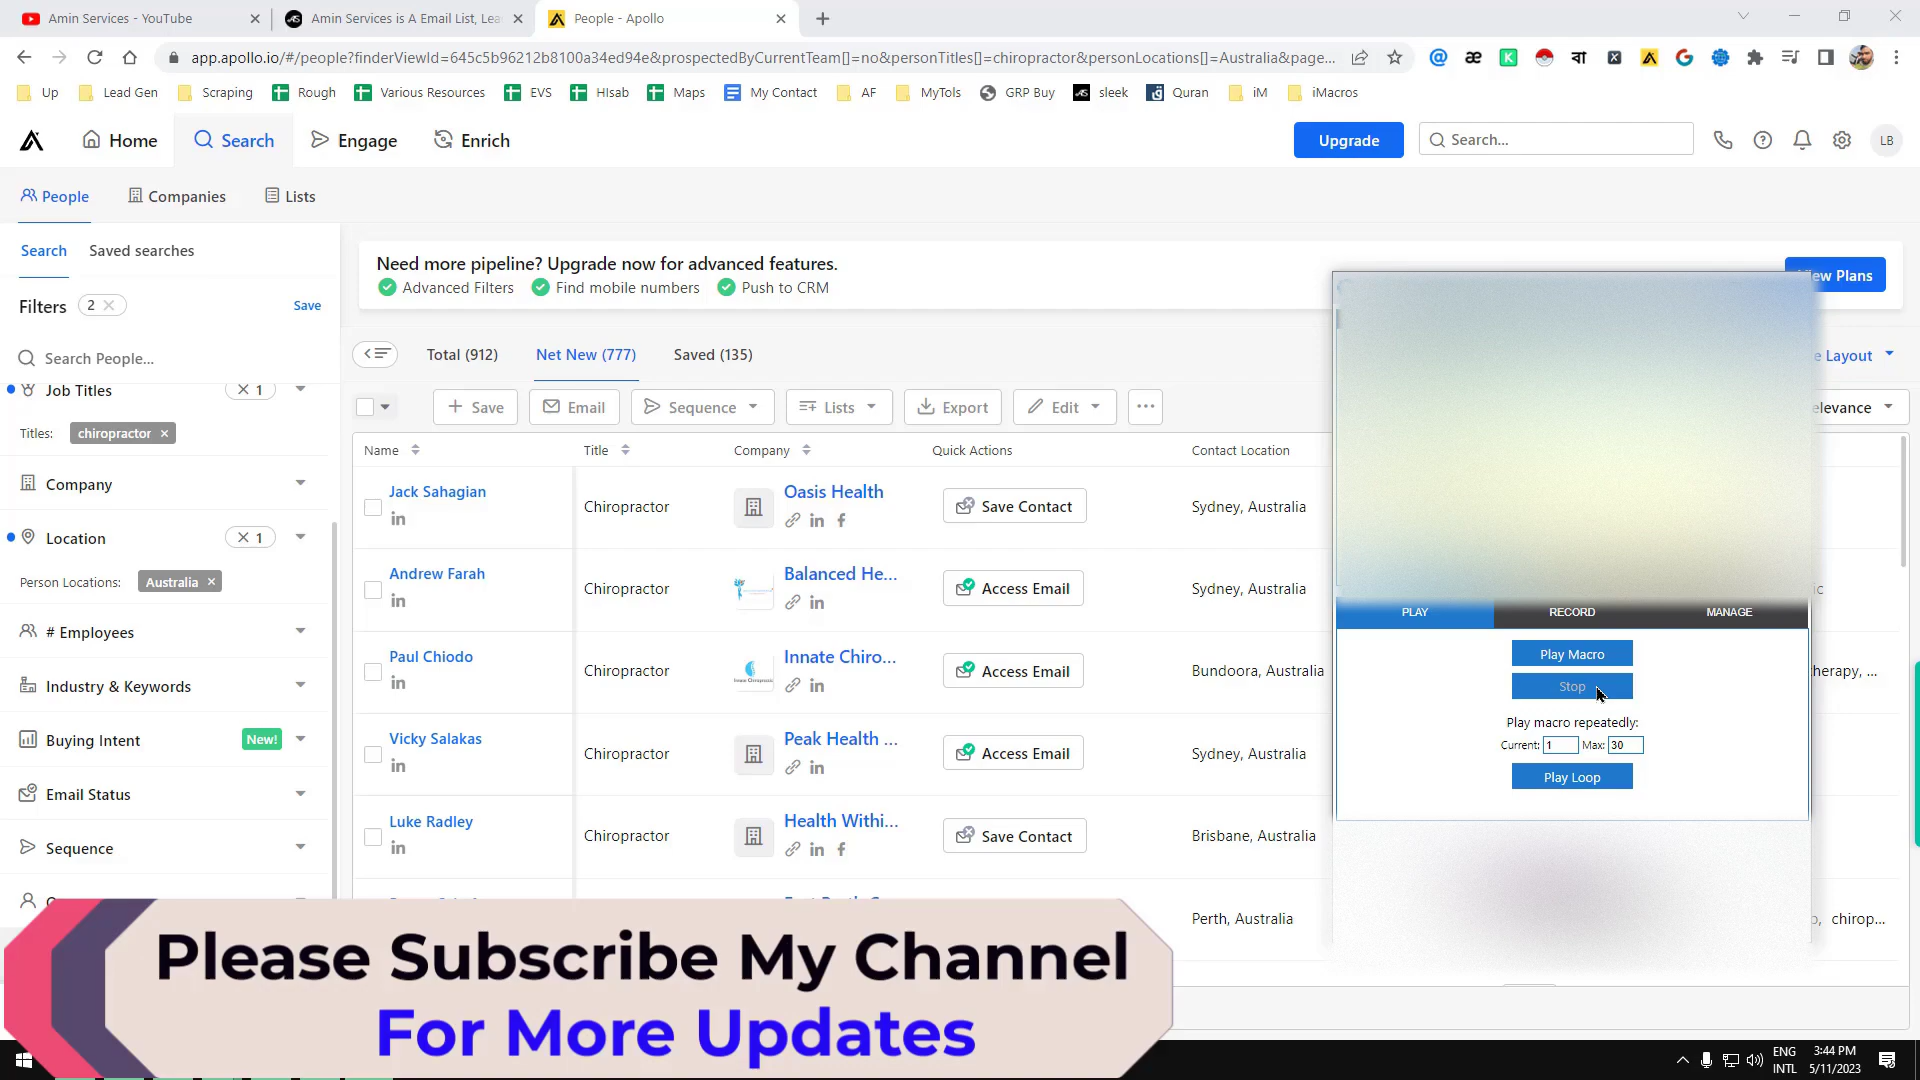 Amin Services - YouTube
Amin Services is A Email List, Lea
People - Apollo
app.apollo.io/#/people?finderViewId=645c5b96212b8100a34ed94e&prospectedByCurrentTeam[]=no&personTitles[]=chiropractor&personLocations[]=Australia&page...
Up
Lead Gen
Scraping
Rough
Various Resources
EVS
HIsab
Maps
My Contact
AF
MyTols
GRP Buy
sleek
Quran
iM
iMacros
Home
Search
Engage
Enrich
Upgrade
Search...
LB
People
Companies
Lists
Search
Saved searches
Need more pipeline? Upgrade now for advanced features.
Advanced Filters
Find mobile numbers
Push to CRM
View Plans
Filters
2
Save
Search People...
Total (912)
Net New (777)
Saved (135)
Layout
Job Titles
1
Titles:
chiropractor
Save
Email
Sequence
Lists
Export
Edit
elevance
Name
Title
Company
Quick Actions
Contact Location
Company
Location
1
Person Locations:
Australia
# Employees
Industry & Keywords
Buying Intent
New!
Email Status
Sequence
Jack Sahagian
Chiropractor
Oasis Health
Save Contact
Sydney, Australia
Andrew Farah
Chiropractor
Balanced He...
Access Email
Sydney, Australia
ic
Paul Chiodo
Chiropractor
Innate Chiro...
Access Email
Bundoora, Australia
herapy, ...
Vicky Salakas
Chiropractor
Peak Health ...
Access Email
Sydney, Australia
Luke Radley
Chiropractor
Health Withi...
Save Contact
Brisbane, Australia
Perth, Australia
chirop...
PLAY
RECORD
MANAGE
Play Macro
Stop
Play macro repeatedly:
Current: 1 Max: 30
Play Loop
Please Subscribe My Channel
For More Updates
ENG
INTL
3:44 PM
5/11/2023